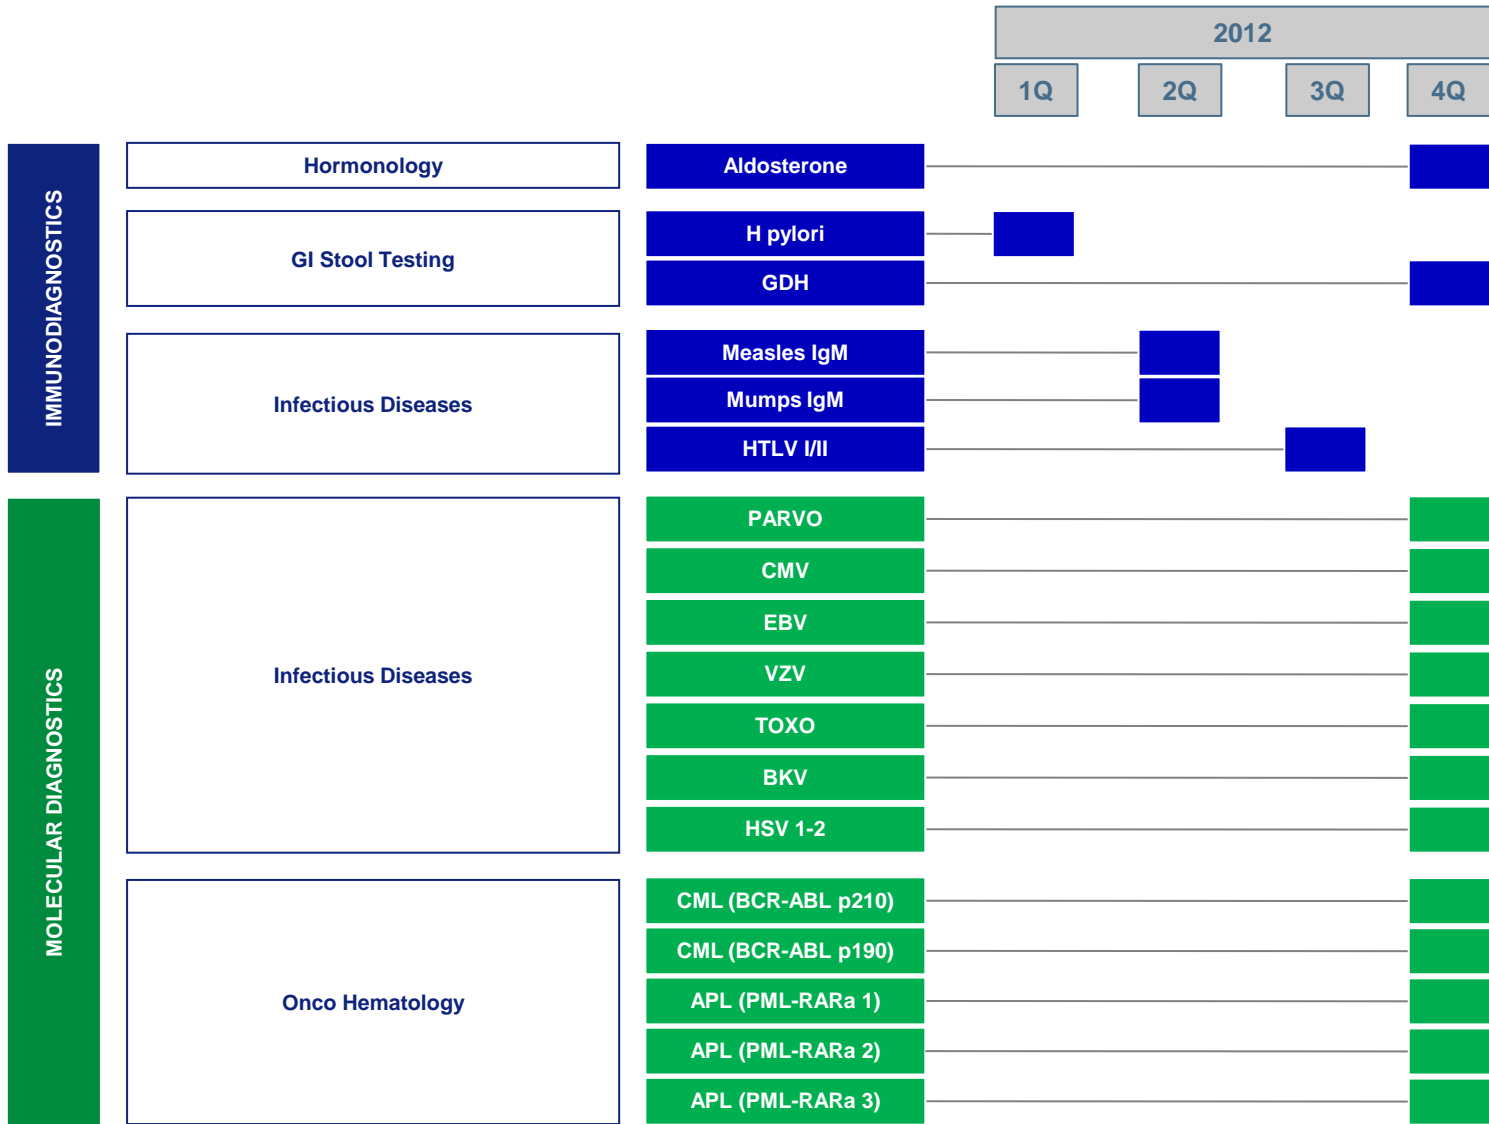 2012
1Q 2Q 3Q 4Q
IMMUNODIAGNOSTICS
Hormonology
Aldosterone
GI Stool Testing
H pylori
GDH
Infectious Diseases
Measles IgM
Mumps IgM
HTLV I/II
MOLECULAR DIAGNOSTICS
Infectious Diseases
PARVO
CMV
EBV
VZV
TOXO
BKV
HSV 1-2
Onco Hematology
CML (BCR-ABL p210)
CML (BCR-ABL p190)
APL (PML-RARa 1)
APL (PML-RARa 2)
APL (PML-RARa 3)